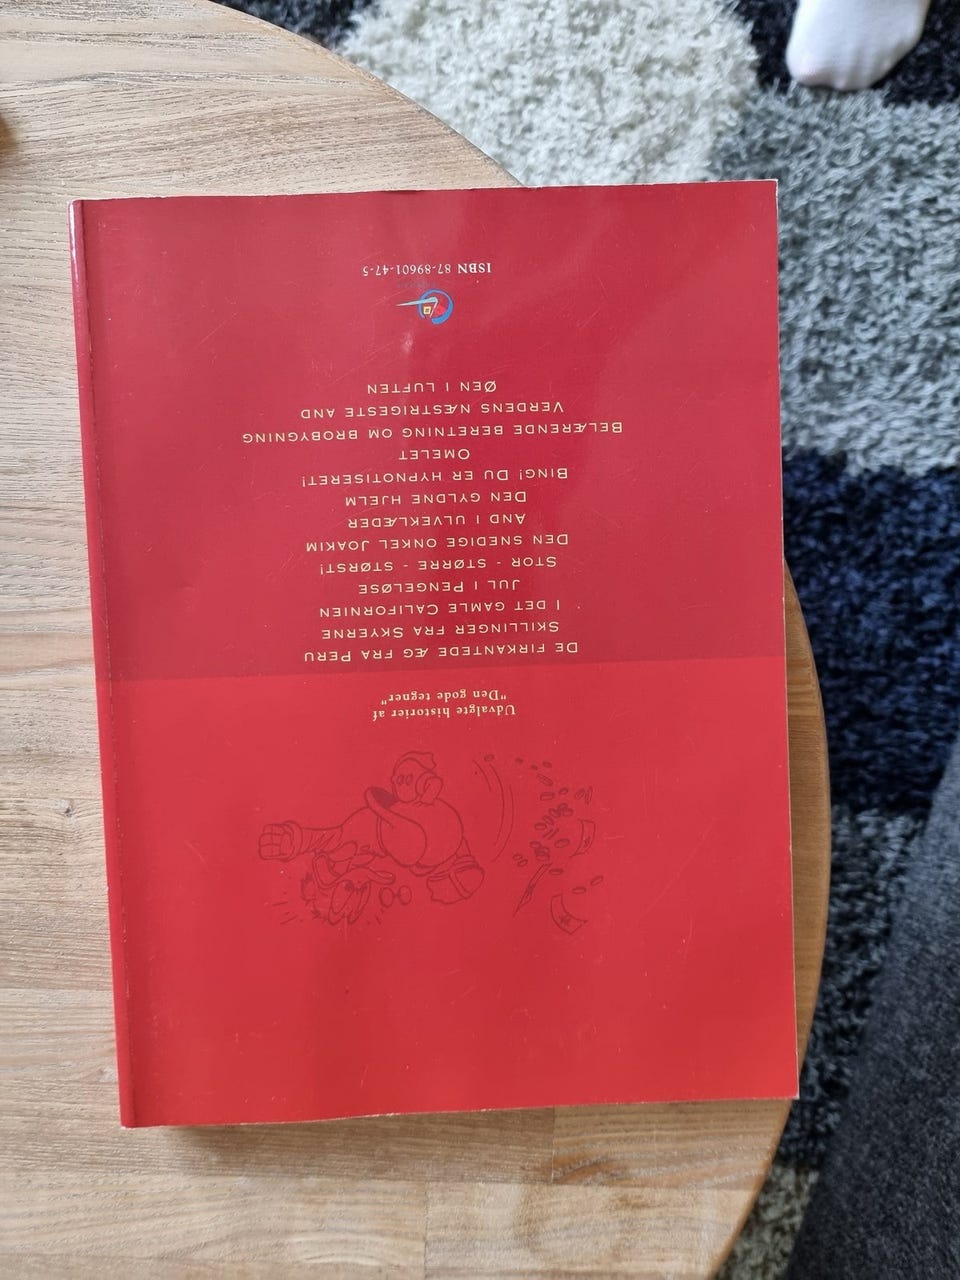 Udvalgte historier af
"Den gode tegner"
DE FIRKANTEDE ÆG FRA PERU
SKILLINGER FRA SKYERNE
I DET GAMLE CALIFORNIEN
JUL I PENGELØSE
STOR - STØRRE - STØRST!
DEN SNEDIGE ONKEL JOAKIM
AND I ULVEKLÆDER
DEN GYLDNE HJELM
BING! DU ER HYPNOTISERET!
OMELET
BELÆRENDE BERETNING OM BROBYGNING
VERDENS NÆSTRIGESTE AND
ØEN I LUFTEN
ISBN 87-89601-47-5